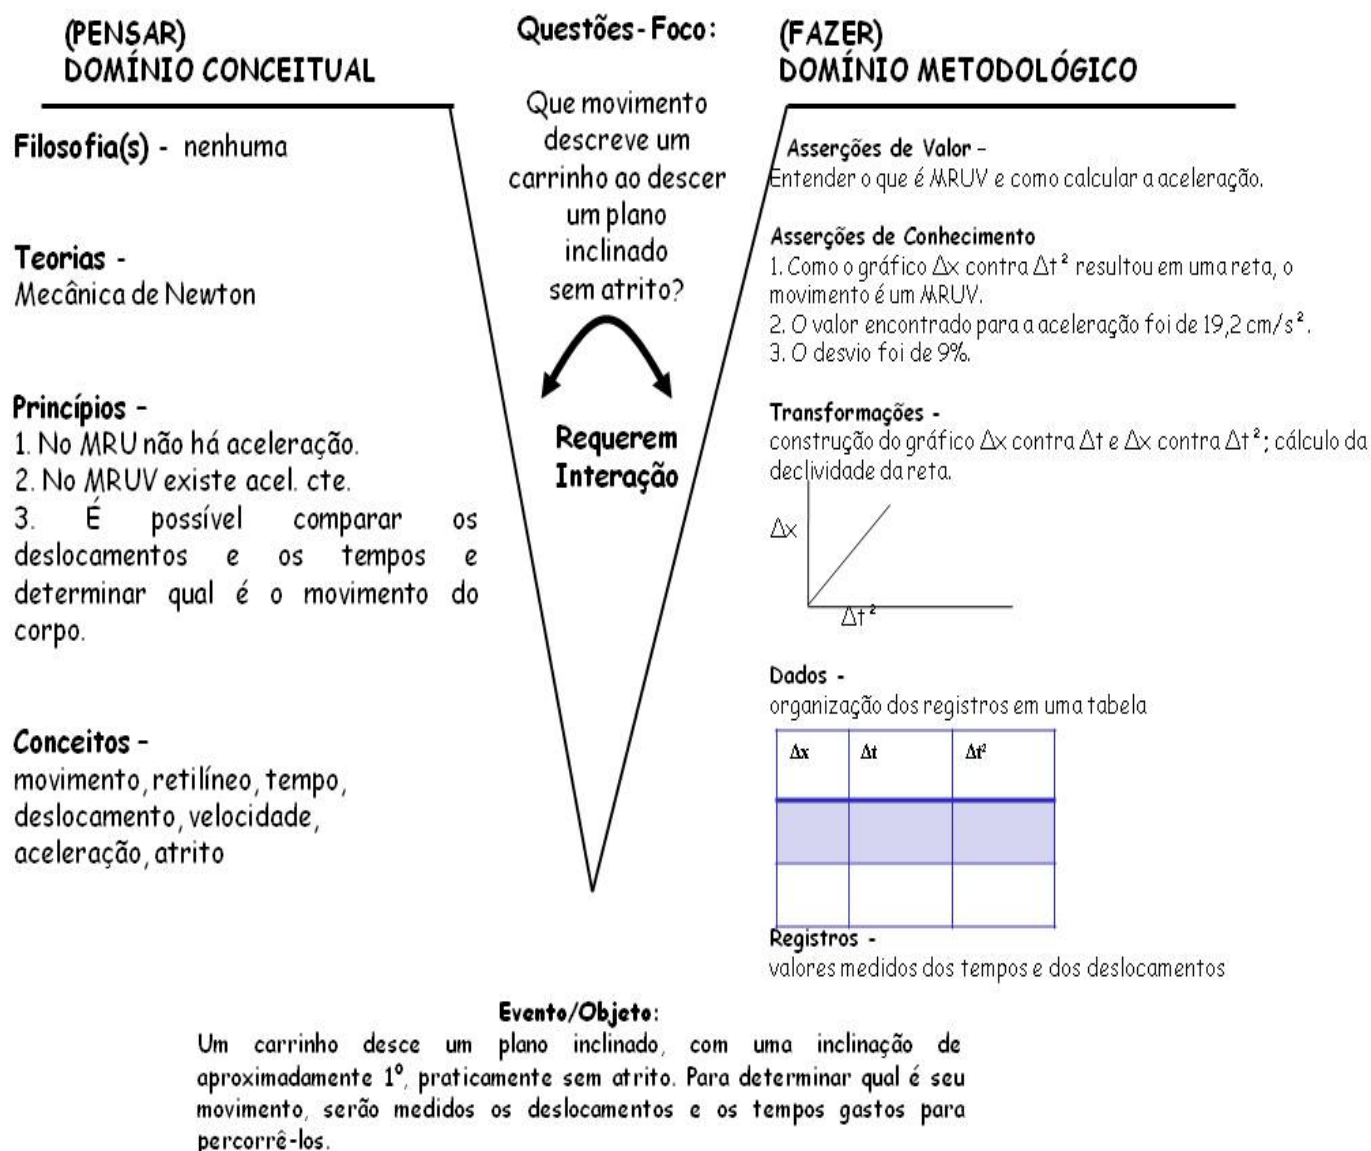 (PENSAR)
DOMÍNIO CONCEITUAL
Filosofia(s) - nenhuma
Teorias -
Mecânica de Newton
Princípios -
1. No MRU não há aceleração.
2. No MRUV existe acel. cte.
3. É possível comparar os
deslocamentos e os tempos e
determinar qual é o movimento do
corpo.
Conceitos -
movimento, retilíneo, tempo,
deslocamento, velocidade,
aceleração, atrito
Questões-Foco:
Que movimento
descreve um
carrinho ao descer
um plano
inclinado
sem atrito?
Requerem
Interação
(FAZER)
DOMÍNIO METODOLÓGICO
Asserções de Valor -
Entender o que é MRUV e como calcular a aceleração.
Asserções de Conhecimento
1. Como o gráfico Δx contra Δt² resultou em uma reta, o
movimento é um MRUV.
2. O valor encontrado para a aceleração foi de 19,2 cm/s².
3. O desvio foi de 9%.
Transformações -
construção do gráfico Δx contra Δt e Δx contra Δt²; cálculo da
declividade da reta.
Δx
Δt²
Dados -
organização dos registros em uma tabela
Δx Δt Δt²
Registros -
valores medidos dos tempos e dos deslocamentos
Evento/Objeto:
Um carrinho desce um plano inclinado, com uma inclinação de
aproximadamente 1º, praticamente sem atrito. Para determinar qual é seu
movimento, serão medidos os deslocamentos e os tempos gastos para
percorrê-los.